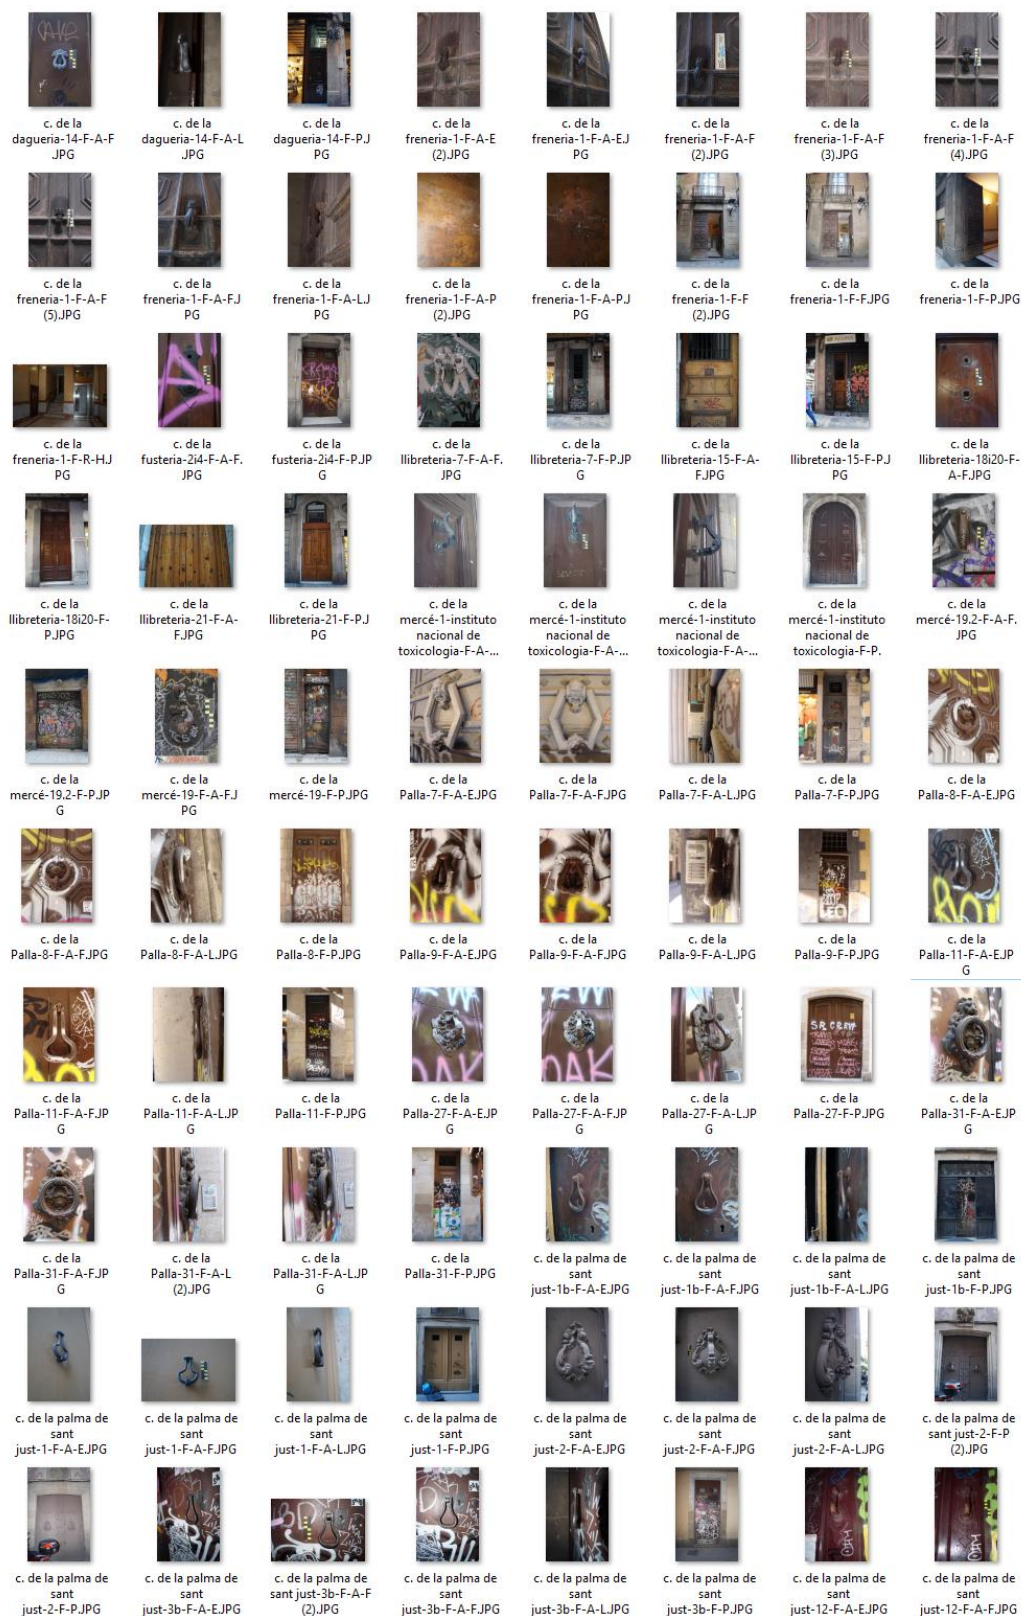 c. de la
dagueria-14-F-A-F
.JPG
c. de la
dagueria-14-F-A-L
.JPG
c. de la
dagueria-14-F-P.J
PG
c. de la
freneria-1-F-A-E
(2).JPG
c. de la
freneria-1-F-A-E.J
PG
c. de la
freneria-1-F-A-F
(2).JPG
c. de la
freneria-1-F-A-F
(3).JPG
c. de la
freneria-1-F-A-F
(4).JPG
c. de la
freneria-1-F-A-F
(5).JPG
c. de la
freneria-1-F-A-F.J
PG
c. de la
freneria-1-F-A-L.J
PG
c. de la
freneria-1-F-A-P
(2).JPG
c. de la
freneria-1-F-A-P.J
PG
c. de la
freneria-1-F-F
(2).JPG
c. de la
freneria-1-F-F.JPG
c. de la
freneria-1-F-P.JPG
c. de la
freneria-1-F-R-H.J
PG
c. de la
fusteria-2i4-F-A-F.
JPG
c. de la
fusteria-2i4-F-P.JP
G
c. de la
llibreteria-7-F-A-F.
JPG
c. de la
llibreteria-7-F-P.JP
G
c. de la
llibreteria-15-F-A-
F.JPG
c. de la
llibreteria-15-F-P.J
PG
c. de la
llibreteria-18i20-F-
A-F.JPG
c. de la
llibreteria-18i20-F-
P.JPG
c. de la
llibreteria-21-F-A-
F.JPG
c. de la
llibreteria-21-F-P.J
PG
c. de la
mercé-1-instituto
nacional de
toxicologia-F-A-...
c. de la
mercé-1-instituto
nacional de
toxicologia-F-A-...
c. de la
mercé-1-instituto
nacional de
toxicologia-F-A-...
c. de la
mercé-1-instituto
nacional de
toxicologia-F-P.
c. de la
mercé-19.2-F-A-F.
JPG
c. de la
mercé-19.2-F-P.JP
G
c. de la
mercé-19-F-A-F.J
PG
c. de la
mercé-19-F-P.JPG
c. de la
Palla-7-F-A-E.JPG
c. de la
Palla-7-F-A-F.JPG
c. de la
Palla-7-F-A-L.JPG
c. de la
Palla-7-F-P.JPG
c. de la
Palla-8-F-A-E.JPG
c. de la
Palla-8-F-A-F.JPG
c. de la
Palla-8-F-A-L.JPG
c. de la
Palla-8-F-P.JPG
c. de la
Palla-9-F-A-E.JPG
c. de la
Palla-9-F-A-F.JPG
c. de la
Palla-9-F-A-L.JPG
c. de la
Palla-9-F-P.JPG
c. de la
Palla-11-F-A-E.JP
G
c. de la
Palla-11-F-A-F.JP
G
c. de la
Palla-11-F-A-L.JP
G
c. de la
Palla-11-F-P.JPG
c. de la
Palla-27-F-A-E.JP
G
c. de la
Palla-27-F-A-F.JP
G
c. de la
Palla-27-F-A-L.JP
G
SR CREW
c. de la
Palla-27-F-P.JPG
c. de la
Palla-31-F-A-E.JP
G
c. de la
Palla-31-F-A-F.JP
G
c. de la
Palla-31-F-A-L
(2).JPG
c. de la
Palla-31-F-A-L.JP
G
c. de la
Palla-31-F-P.JPG
c. de la palma de
sant
just-1b-F-A-E.JPG
c. de la palma de
sant
just-1b-F-A-F.JPG
c. de la palma de
sant
just-1b-F-A-L.JPG
c. de la palma de
sant
just-1b-F-P.JPG
c. de la palma de
sant
just-1-F-A-E.JPG
c. de la palma de
sant
just-1-F-A-F.JPG
c. de la palma de
sant
just-1-F-A-L.JPG
c. de la palma de
sant
just-1-F-P.JPG
c. de la palma de
sant
just-2-F-A-E.JPG
c. de la palma de
sant
just-2-F-A-F.JPG
c. de la palma de
sant
just-2-F-A-L.JPG
c. de la palma de
sant just-2-F-P
(2).JPG
c. de la palma de
sant
just-2-F-P.JPG
c. de la palma de
sant
just-3b-F-A-E.JPG
c. de la palma de
sant just-3b-F-A-F
(2).JPG
c. de la palma de
sant
just-3b-F-A-F.JPG
c. de la palma de
sant
just-3b-F-A-L.JPG
c. de la palma de
sant
just-3b-F-P.JPG
c. de la palma de
sant
just-12-F-A-E.JPG
c. de la palma de
sant
just-12-F-A-F.JPG